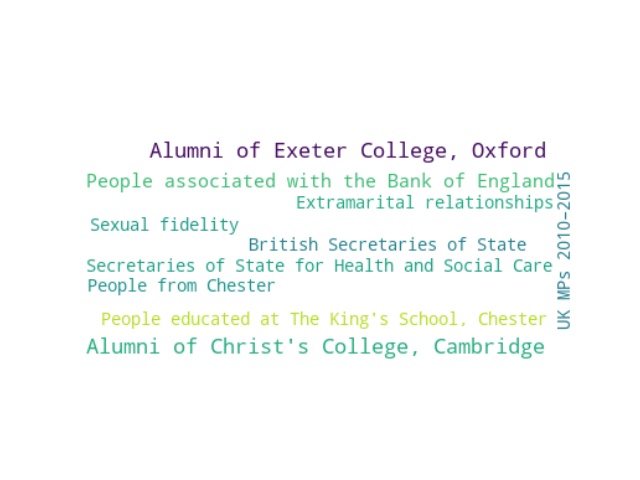 Alumni of Exeter College, Oxford
People associated with the Bank of England
Extramarital relationships
Sexual fidelity
British Secretaries of State
Secretaries of State for Health and Social Care
People from Chester
People educated at The King's School, Chester
Alumni of Christ's College, Cambridge
UK MPs 2010–2015